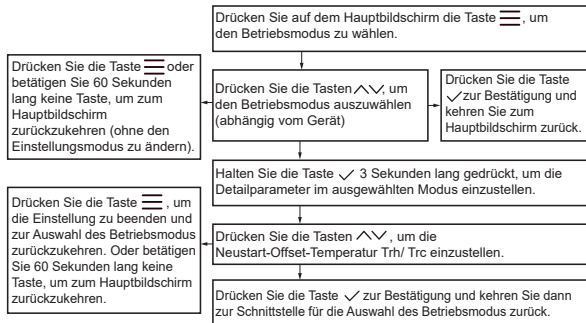 Drücken Sie auf dem Hauptbildschirm die Taste ☰, um
den Betriebsmodus zu wählen.
Drücken Sie die Taste ☰ oder
betätigen Sie 60 Sekunden
lang keine Taste, um zum
Hauptbildschirm
zurückzukehren (ohne den
Einstellungsmodus zu ändern).
Drücken Sie die Tasten ︿﹀, um
den Betriebsmodus auszuwählen
(abhängig vom Gerät)
Drücken Sie die Taste
✓ zur Bestätigung und
kehren Sie zum
Hauptbildschirm zurück.
Halten Sie die Taste ✓ 3 Sekunden lang gedrückt, um die
Detailparameter im ausgewählten Modus einzustellen.
Drücken Sie die Taste ☰, um
die Einstellung zu beenden und
zur Auswahl des Betriebsmodus
zurückzukehren. Oder betätigen
Sie 60 Sekunden lang keine
Taste, um zum Hauptbildschirm
zurückzukehren.
Drücken Sie die Tasten ︿﹀, um die
Neustart-Offset-Temperatur Trh/ Trc einzustellen.
Drücken Sie die Taste ✓ zur Bestätigung und kehren Sie dann
zur Schnittstelle für die Auswahl des Betriebsmodus zurück.